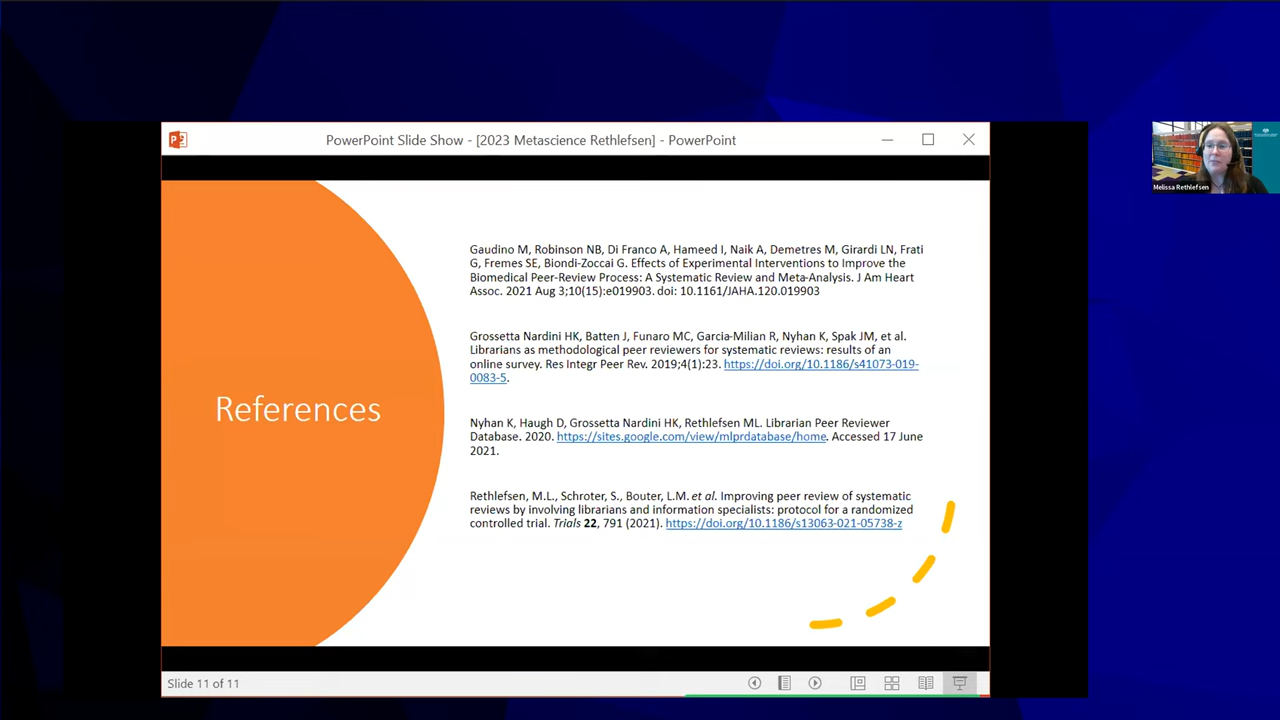 PowerPoint Slide Show - [2023 Metascience Rethlefsen] - PowerPoint
Melissa Rethlefsen
References
Gaudino M, Robinson NB, Di Franco A, Hameed I, Naik A, Demetres M, Girardi LN, Frati
G, Fremes SE, Biondi-Zoccai G. Effects of Experimental Interventions to Improve the
Biomedical Peer-Review Process: A Systematic Review and Meta-Analysis. J Am Heart
Assoc. 2021 Aug 3;10(15):e019903. doi: 10.1161/JAHA.120.019903
Grossetta Nardini HK, Batten J, Funaro MC, Garcia-Milian R, Nyhan K, Spak JM, et al.
Librarians as methodological peer reviewers for systematic reviews: results of an
online survey. Res Integr Peer Rev. 2019;4(1):23. https://doi.org/10.1186/s41073-019-
0083-5.
Nyhan K, Haugh D, Grossetta Nardini HK, Rethlefsen ML. Librarian Peer Reviewer
Database. 2020. https://sites.google.com/view/mlprdatabase/home. Accessed 17 June
2021.
Rethlefsen, M.L., Schroter, S., Bouter, L.M. et al. Improving peer review of systematic
reviews by involving librarians and information specialists: protocol for a randomized
controlled trial. Trials 22, 791 (2021). https://doi.org/10.1186/s13063-021-05738-z
Slide 11 of 11